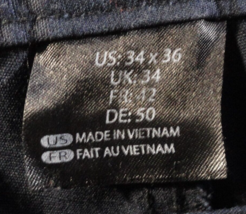 US: 34 x 36
UK: 34
FR: 42
DE: 50
US MADE IN VIETNAM
FR FAIT AU VIETNAM